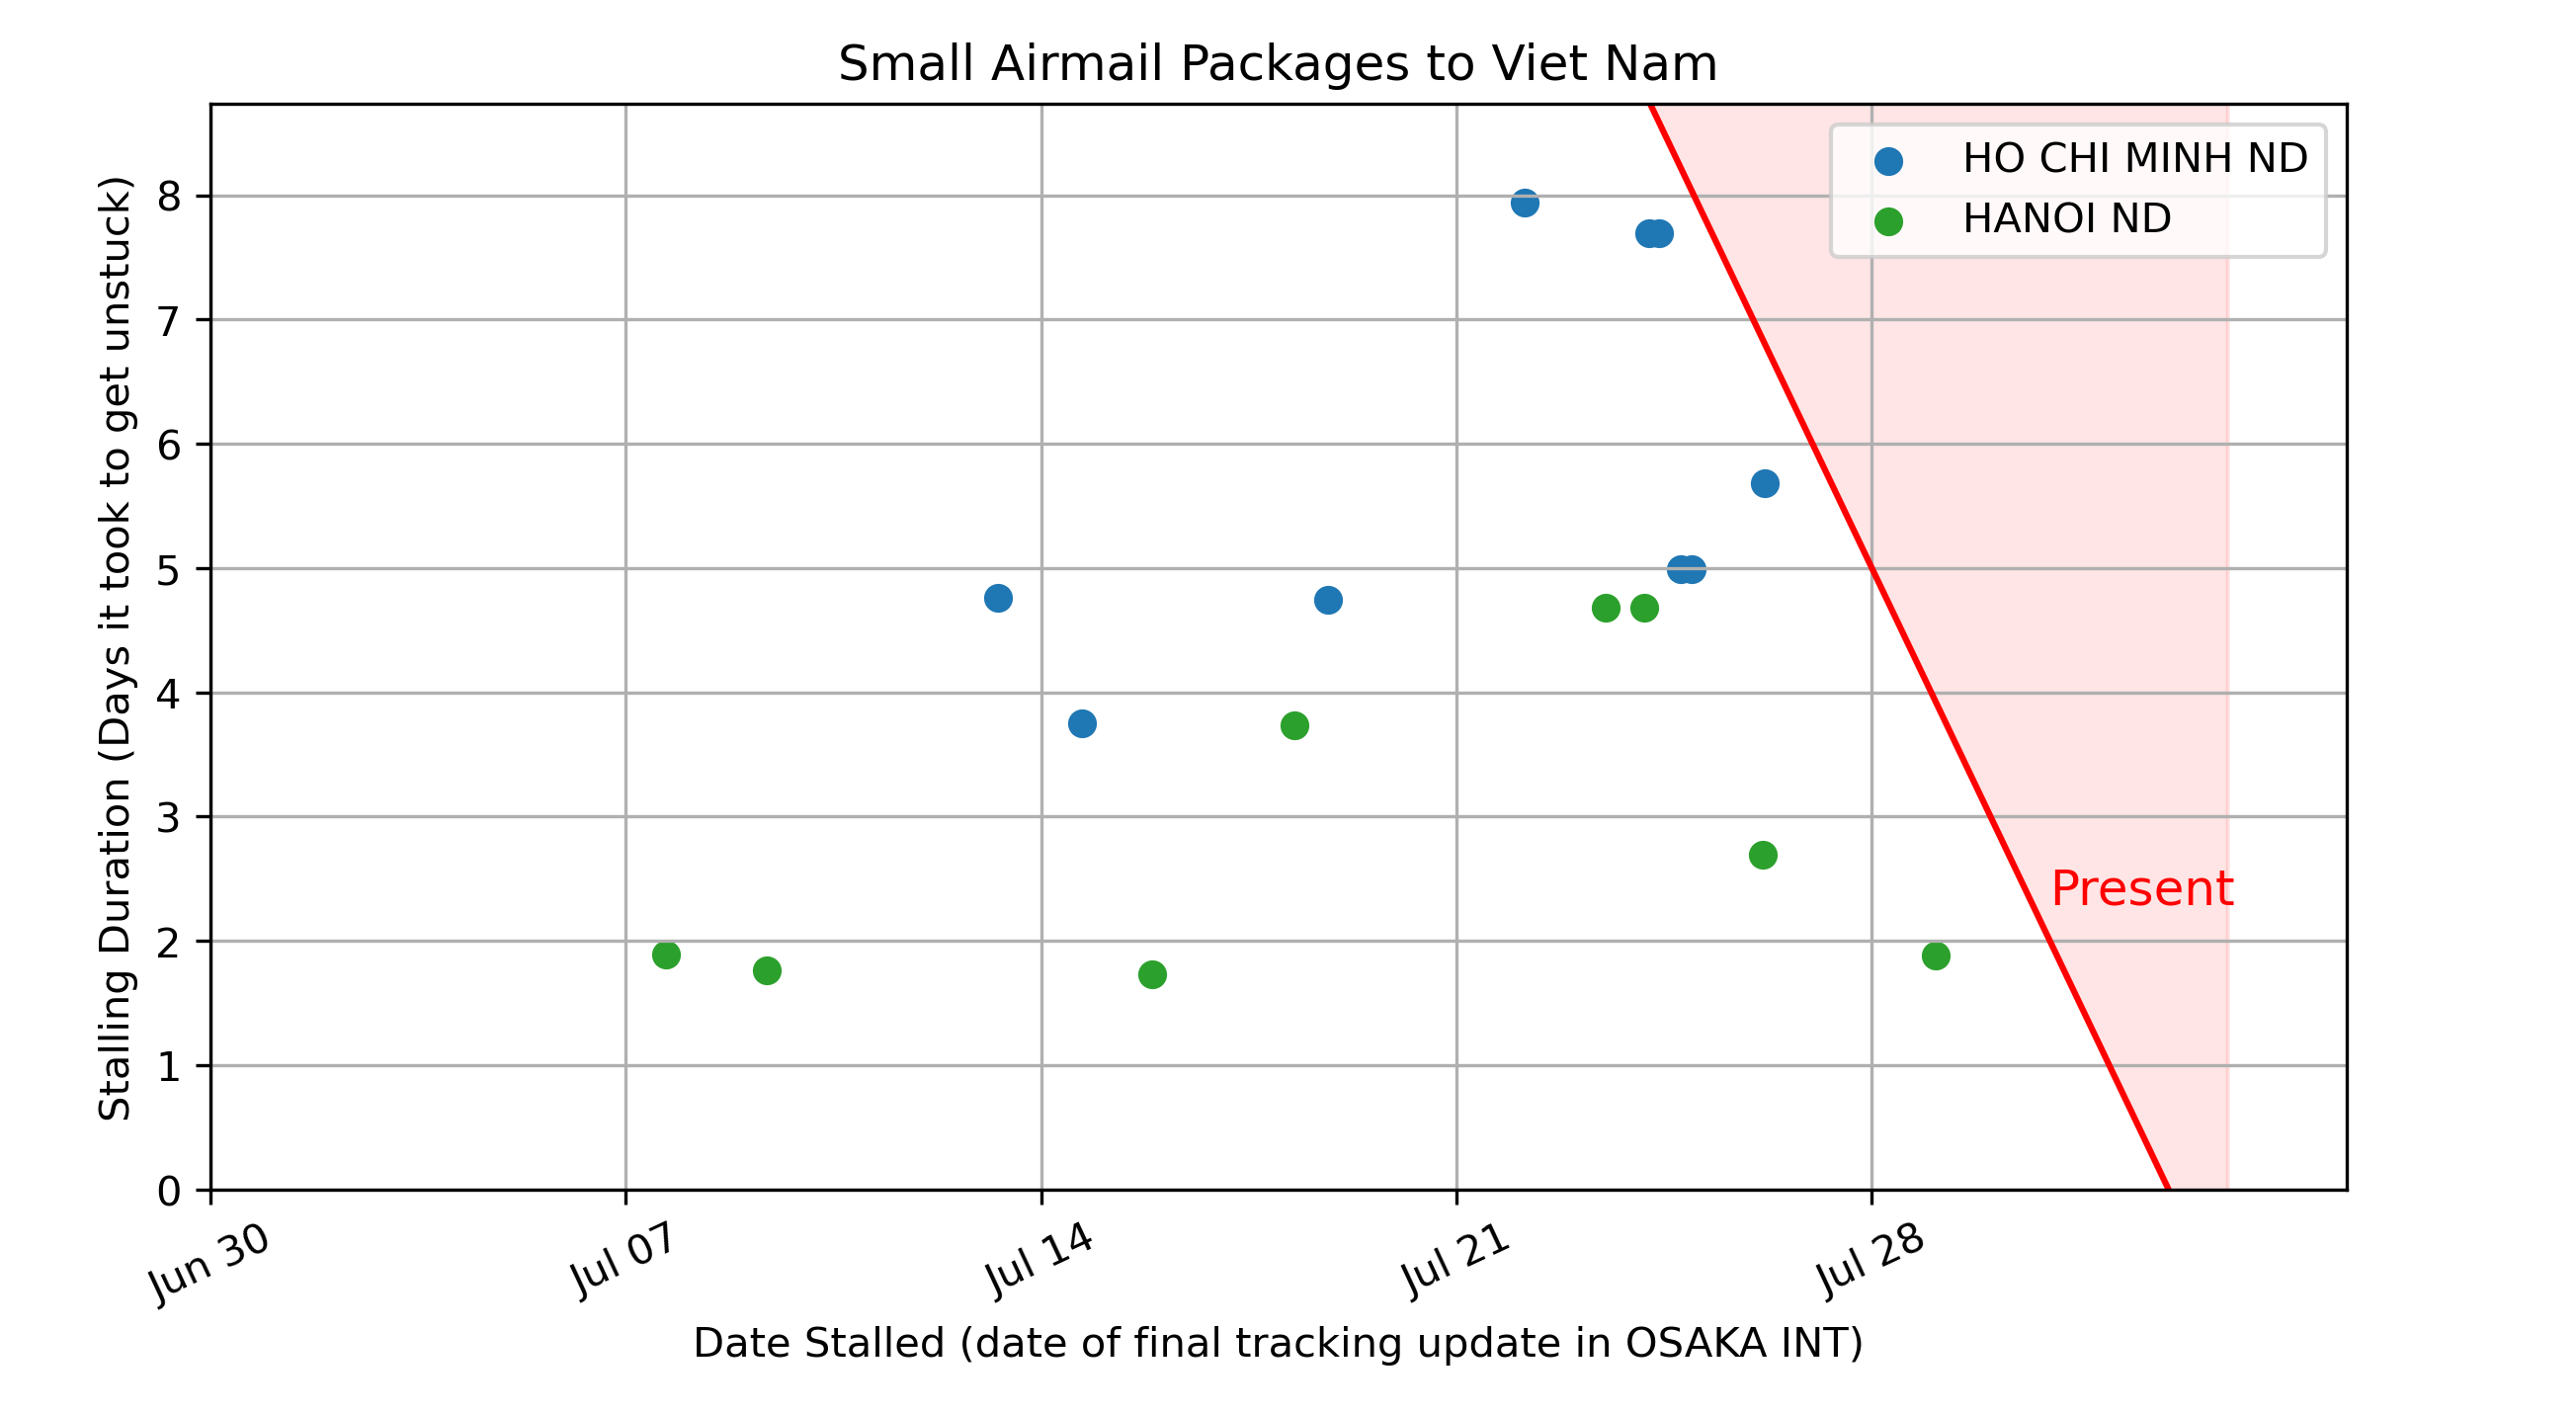 Small Airmail Packages to Viet Nam
HO CHI MINH ND
HANOI ND
Stalling Duration (Days it took to get unstuck)
8
7
6
5
4
3
2
1
0
Present
Jun 30
Jul 07
Jul 14
Jul 21
Jul 28
Date Stalled (date of final tracking update in OSAKA INT)